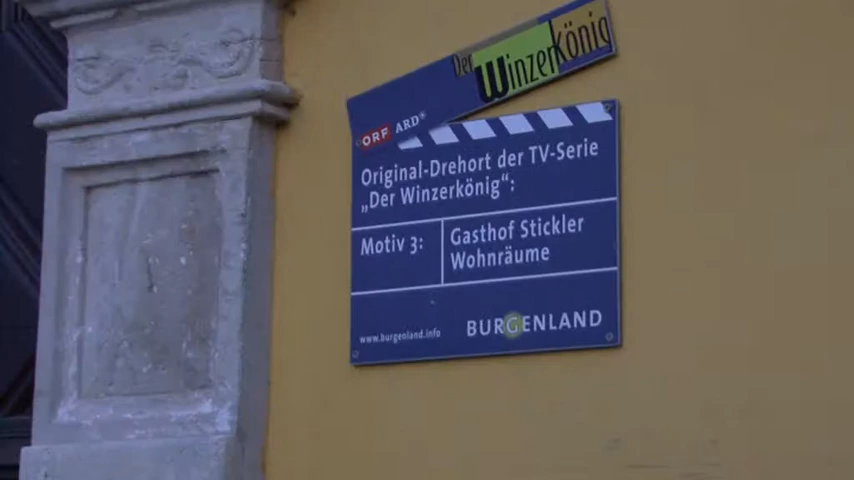 Der
Winzerkönig
ORF ARD®
Original-Drehort der TV-Serie
„Der Winzerkönig“:
Motiv 3:
Gasthof Stickler
Wohnräume
www.burgenland.info
BURGENLAND